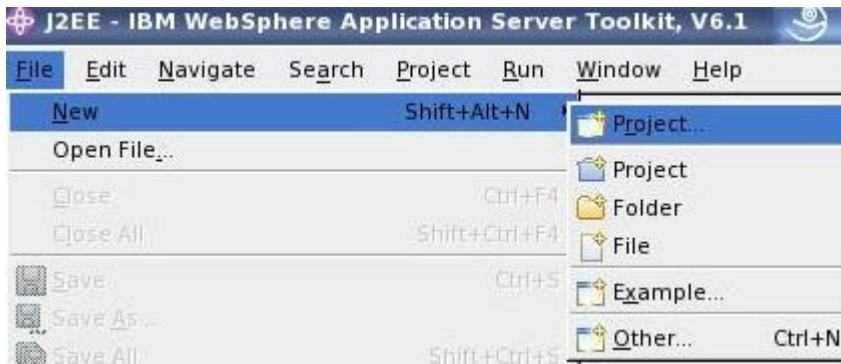 J2EE - IBM WebSphere Application Server Toolkit, V6.1
File Edit Navigate Search Project Run Window Help
New Shift+Alt+N
Open File...
Close Ctrl+F4
Close All Shift+Ctrl+F4
Save Ctrl+S
Save As...
Save All Shift+Ctrl+S
Project...
Project
Folder
File
Example...
Other... Ctrl+N